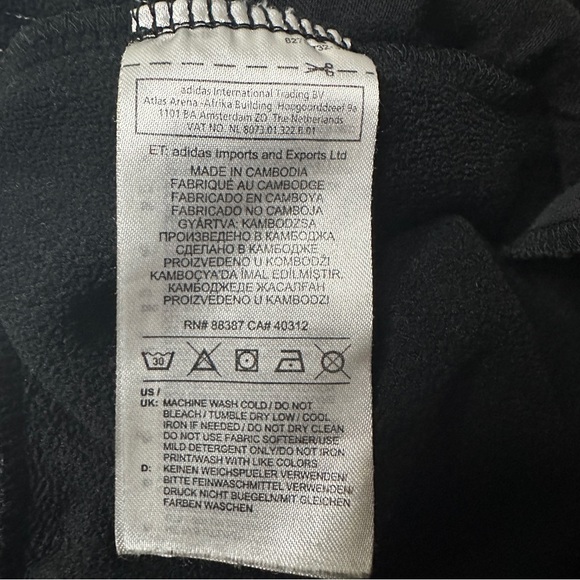 adidas International Trading BV
Atlas Arena -Afrika Building, Hoogoorddreef 9a
1101 BA Amsterdam ZO, The Netherlands
VAT NO. NL 8073.01.322.B.01
ET: adidas Imports and Exports Ltd
MADE IN CAMBODIA
FABRIQUÉ AU CAMBODGE
FABRICADO EN CAMBOYA
FABRICADO NO CAMBOJA
GYÁRTVA: KAMBODZSA
ПРОИЗВЕДЕНО В КАМБОДЖА
СДЕЛАНО В КАМБОДЖЕ
PROIZVEDENO U KOMBODŽI
KAMBOÇYA'DA İMAL EDİLMİŞTİR.
КАМБОДЖЕДЕ ЖАСАЛҒАН
PROIZVEDENO U KAMBODZI
RN# 88387 CA# 40312
30
US /
UK: MACHINE WASH COLD / DO NOT
BLEACH / TUMBLE DRY LOW / COOL
IRON IF NEEDED / DO NOT DRY CLEAN
DO NOT USE FABRIC SOFTENER/USE
MILD DETERGENT ONLY/DO NOT IRON
PRINT/WASH WITH LIKE COLORS
D: KEINEN WEICHSPUELER VERWENDEN/
BITTE FEINWASCHMITTEL VERWENDEN/
DRUCK NICHT BUEGELN/MIT GLEICHEN
FARBEN WASCHEN